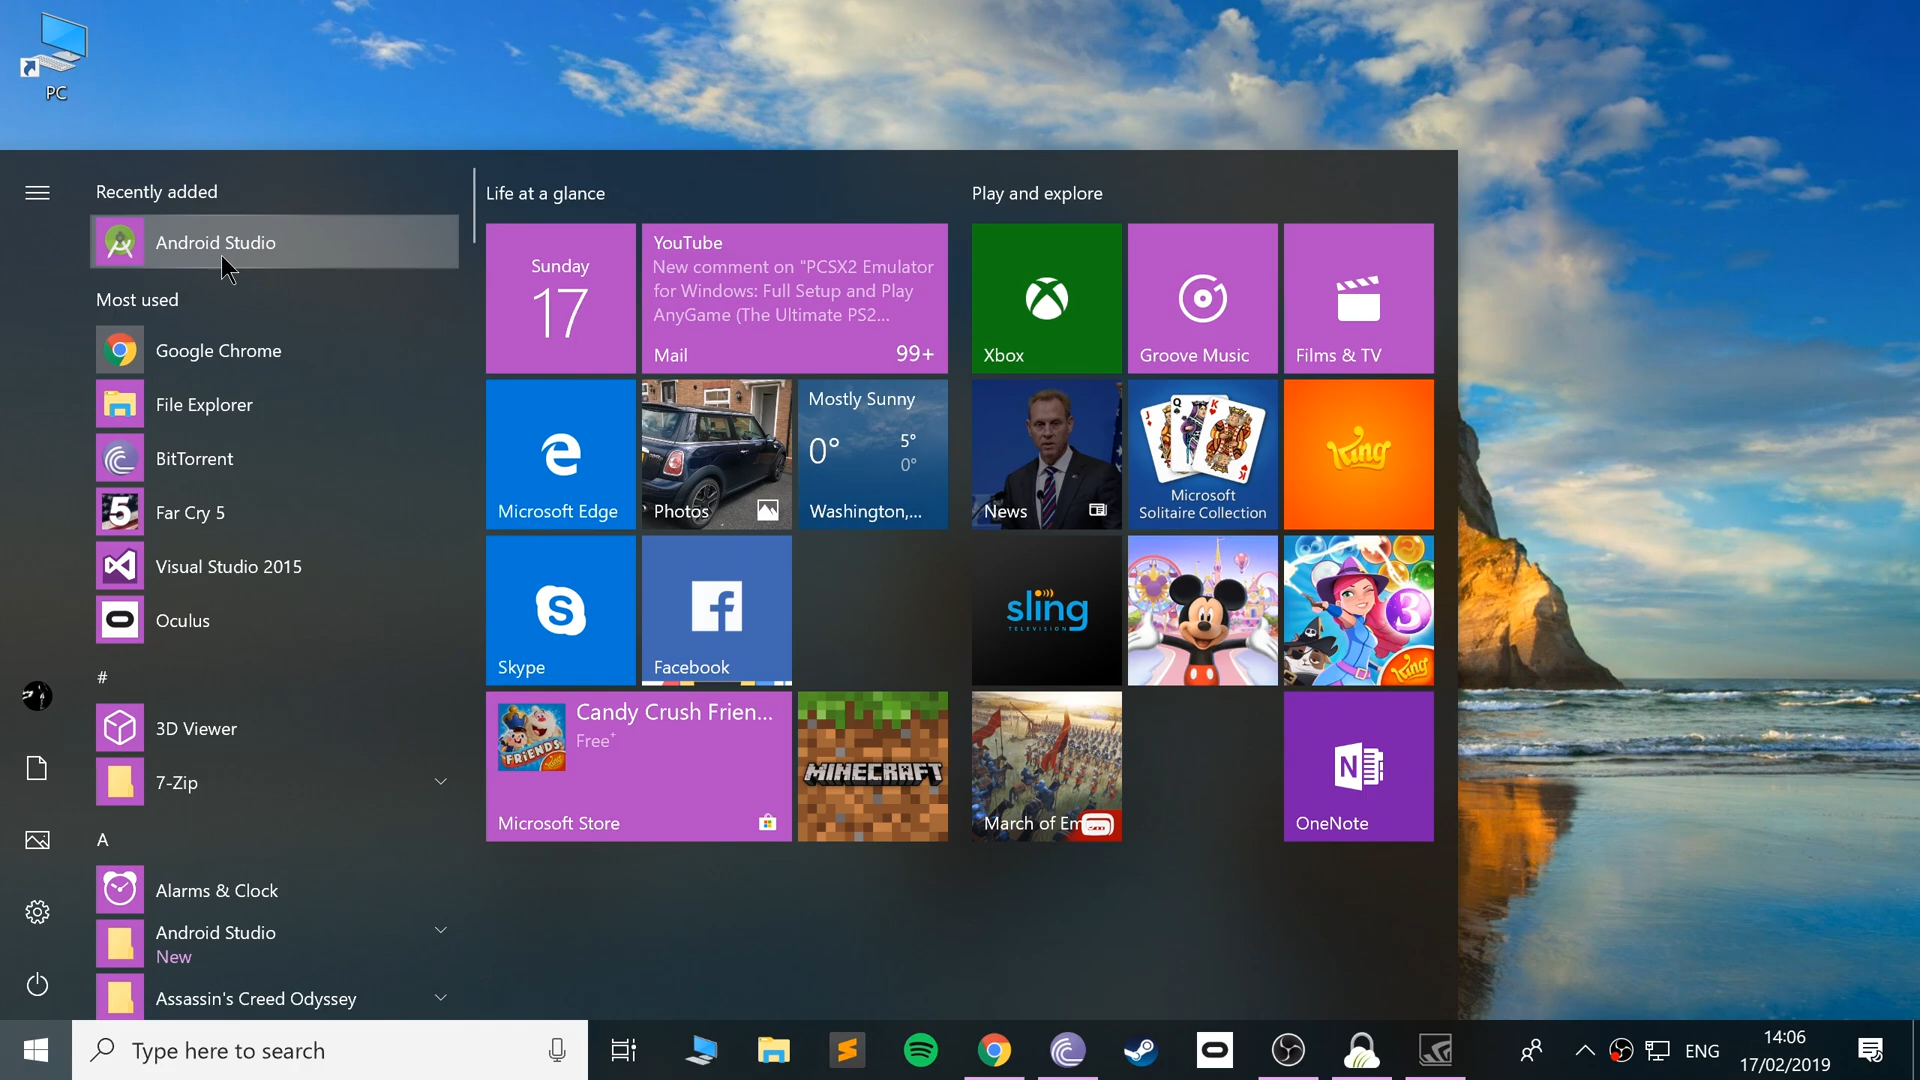 PC
Recently added
Android Studio
Most used
Google Chrome
File Explorer
BitTorrent
5
Far Cry 5
Visual Studio 2015
Oculus
#
3D Viewer
7-Zip
A
Alarms & Clock
Android Studio
New
Assassin's Creed Odyssey
Life at a glance
Sunday
17
YouTube
New comment on "PCSX2 Emulator
for Windows: Full Setup and Play
AnyGame (The Ultimate PS2...
Mail 99+
Microsoft Edge
Photos
Mostly Sunny
0° 5°
0°
Washington,...
Skype
Facebook
Candy Crush Frien...
Free+
FRIENDS
Microsoft Store
MINECRAFT
Play and explore
Xbox
Groove Music
Films & TV
News
J Q K K
Microsoft
Solitaire Collection
King
sling
TELEVISION
3
King
March of Em
N
OneNote
Type here to search
ENG
14:06
17/02/2019